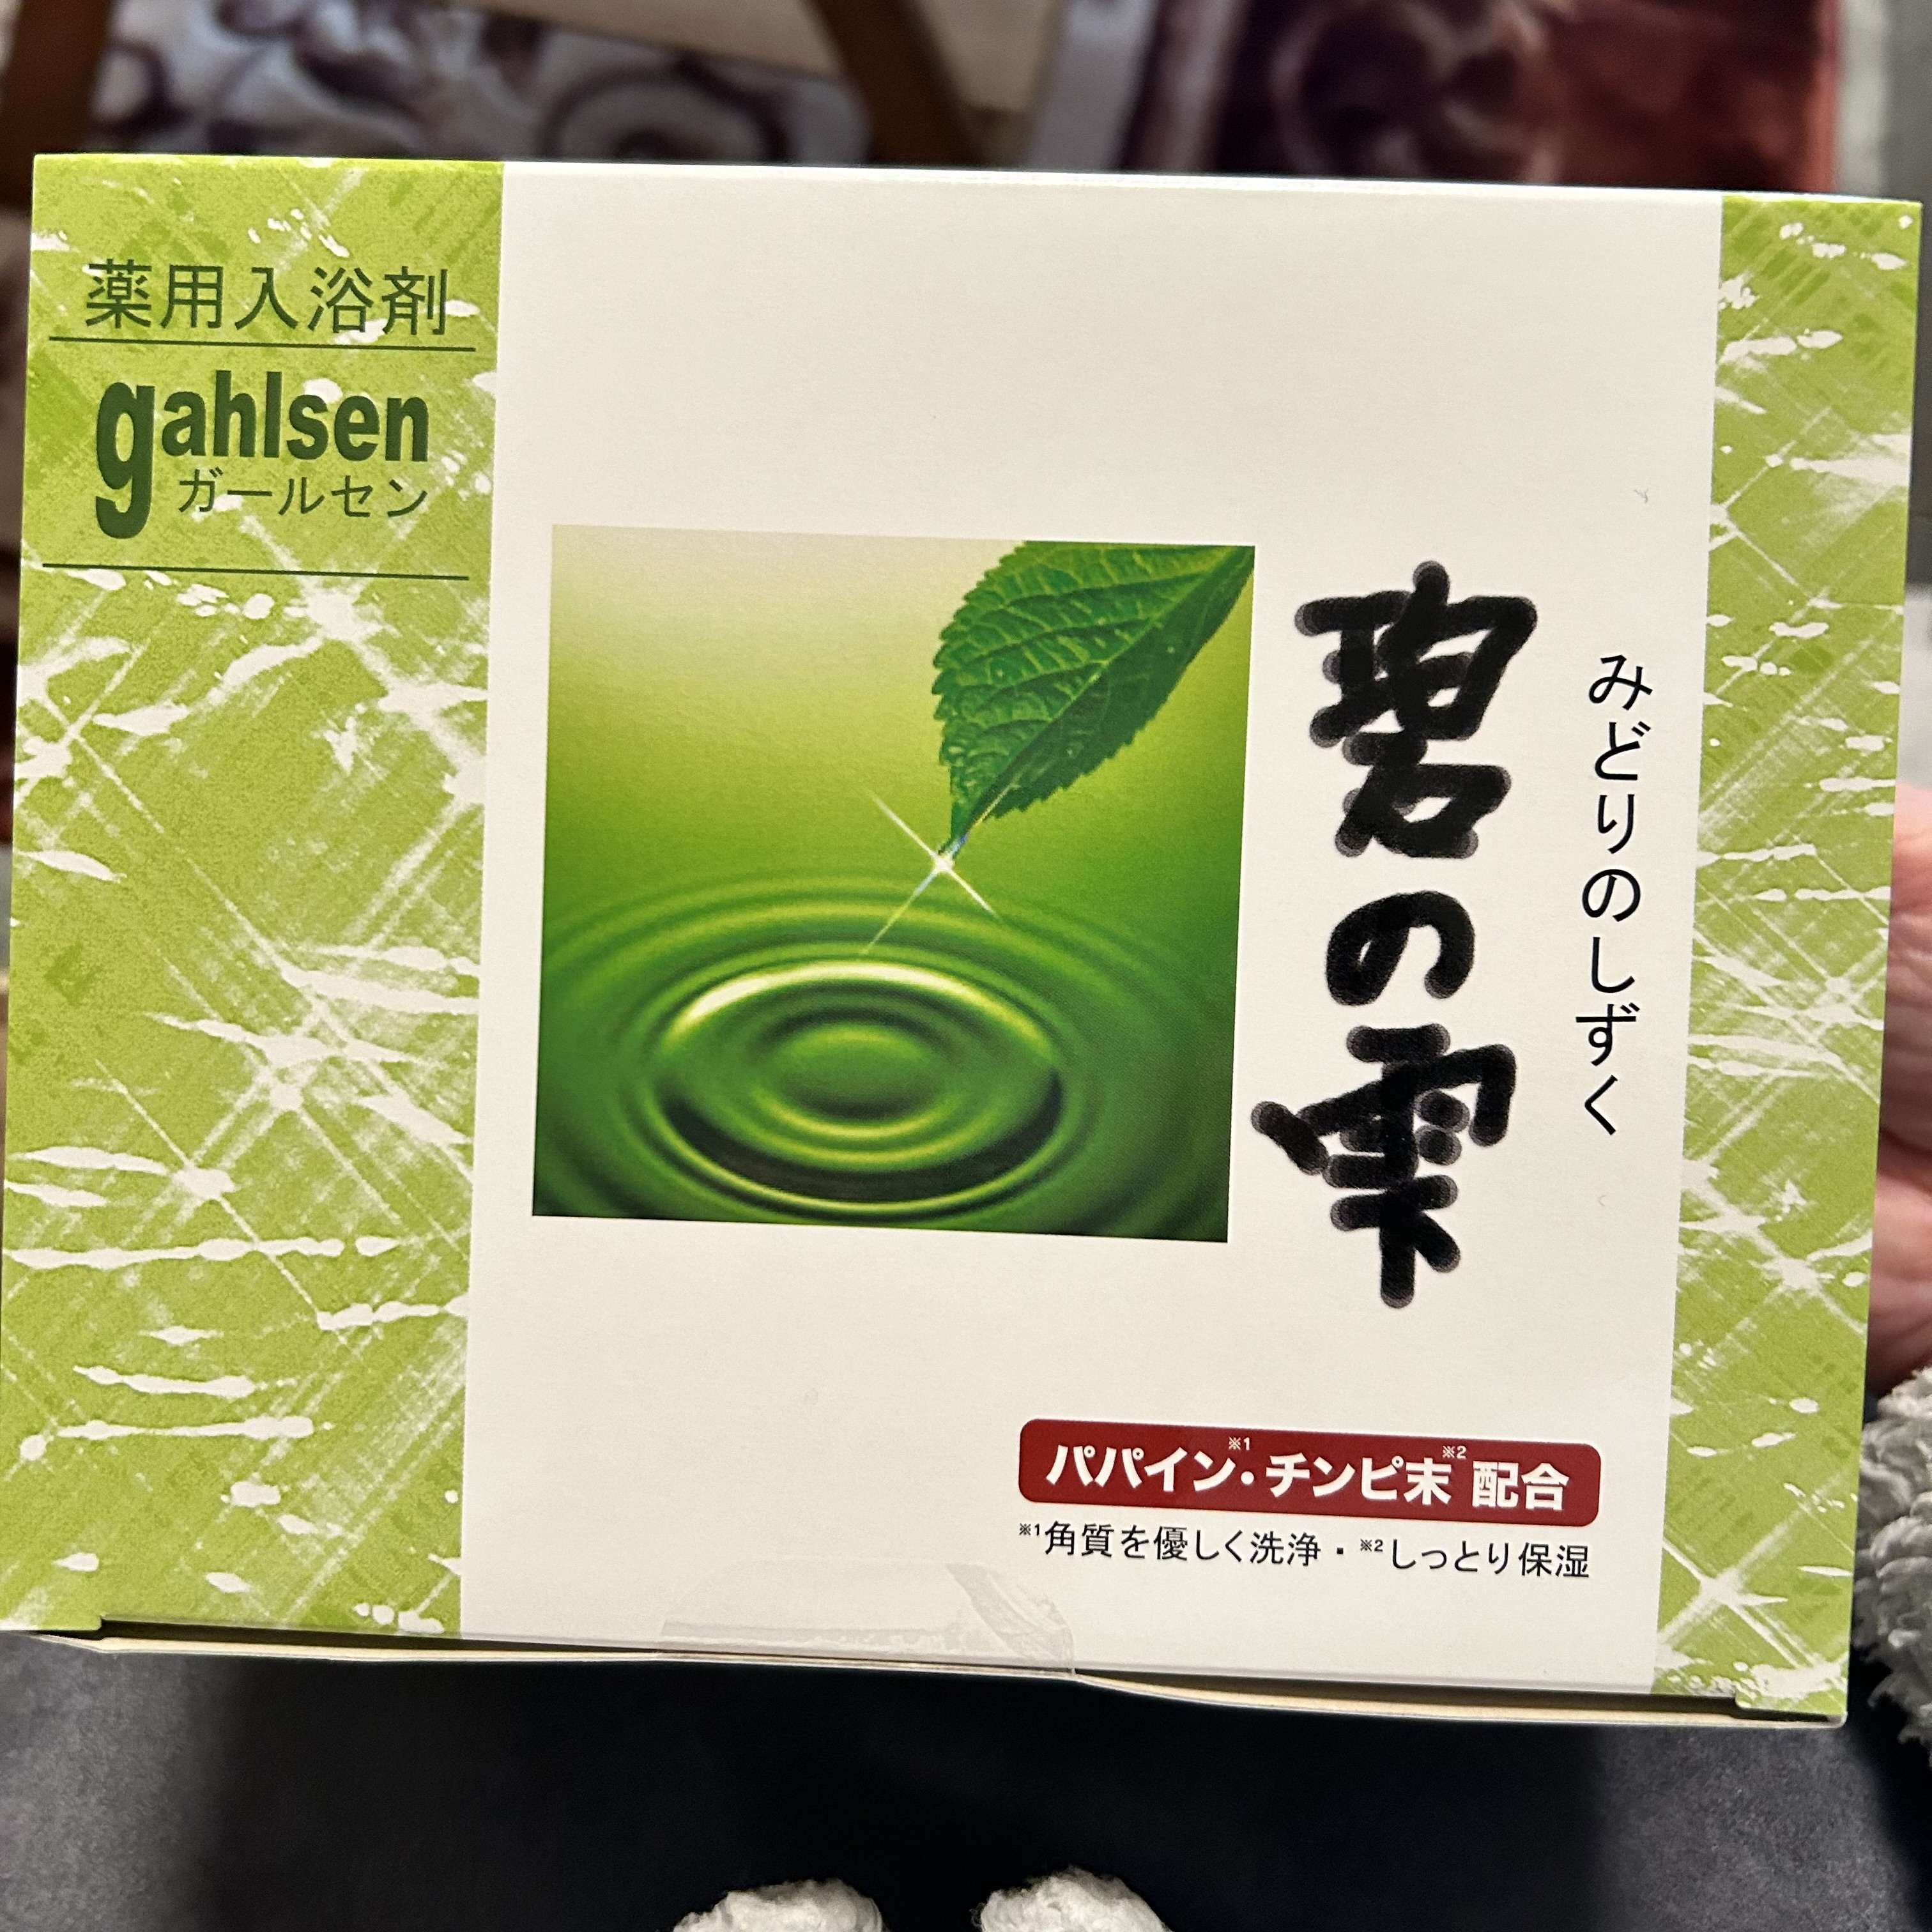 薬用入浴剤
gahlsen
ガールセン
みどりのしずく
碧の雫
パパイン※1・チンピ末※2配合
※1角質を優しく洗浄・※2しっとり保湿